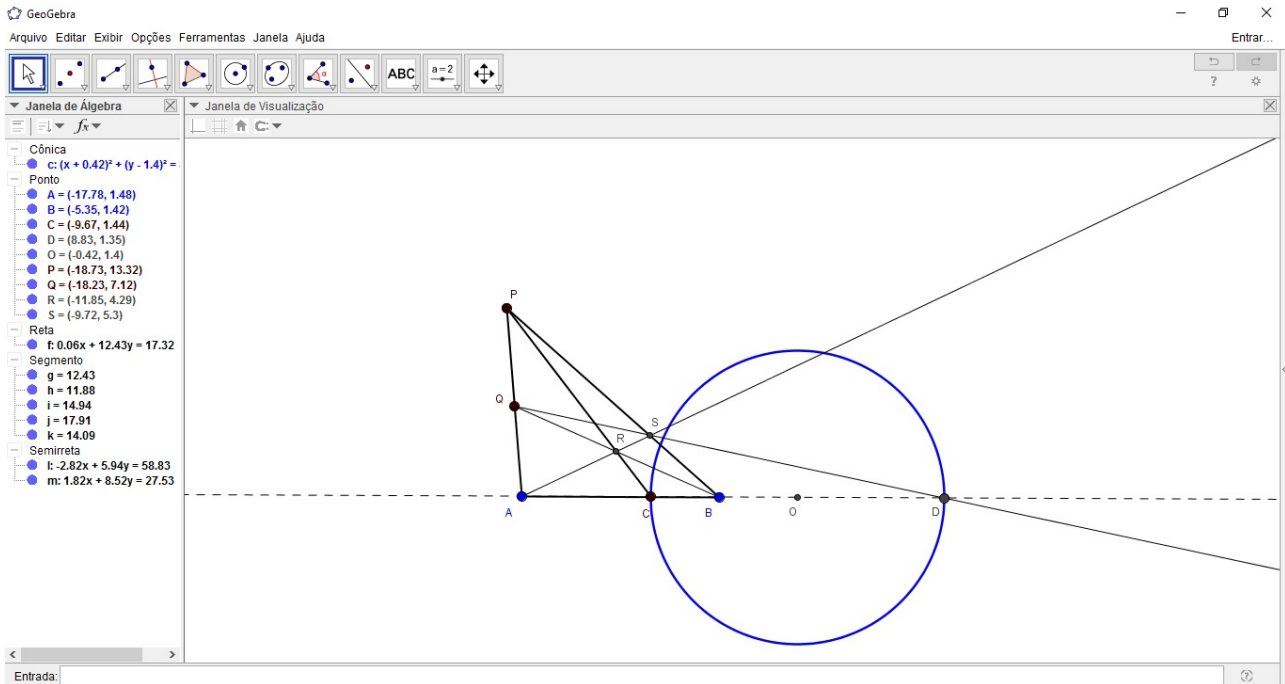 GeoGebra
Arquivo Editar Exibir Opções Ferramentas Janela Ajuda
Entrar...
ABC
a=2
Janela de Álgebra
Janela de Visualização
fx
Cônica
c: (x + 0.42)² + (y - 1.4)² =
Ponto
A = (-17.78, 1.48)
B = (-5.35, 1.42)
C = (-9.67, 1.44)
D = (8.83, 1.35)
O = (-0.42, 1.4)
P = (-18.73, 13.32)
Q = (-18.23, 7.12)
R = (-11.85, 4.29)
S = (-9.72, 5.3)
Reta
f: 0.06x + 12.43y = 17.32
Segmento
g = 12.43
h = 11.88
i = 14.94
j = 17.91
k = 14.09
Semirreta
l: -2.82x + 5.94y = 58.83
m: 1.82x + 8.52y = 27.53
P
Q
S
R
A
C
B
O
D
Entrada: